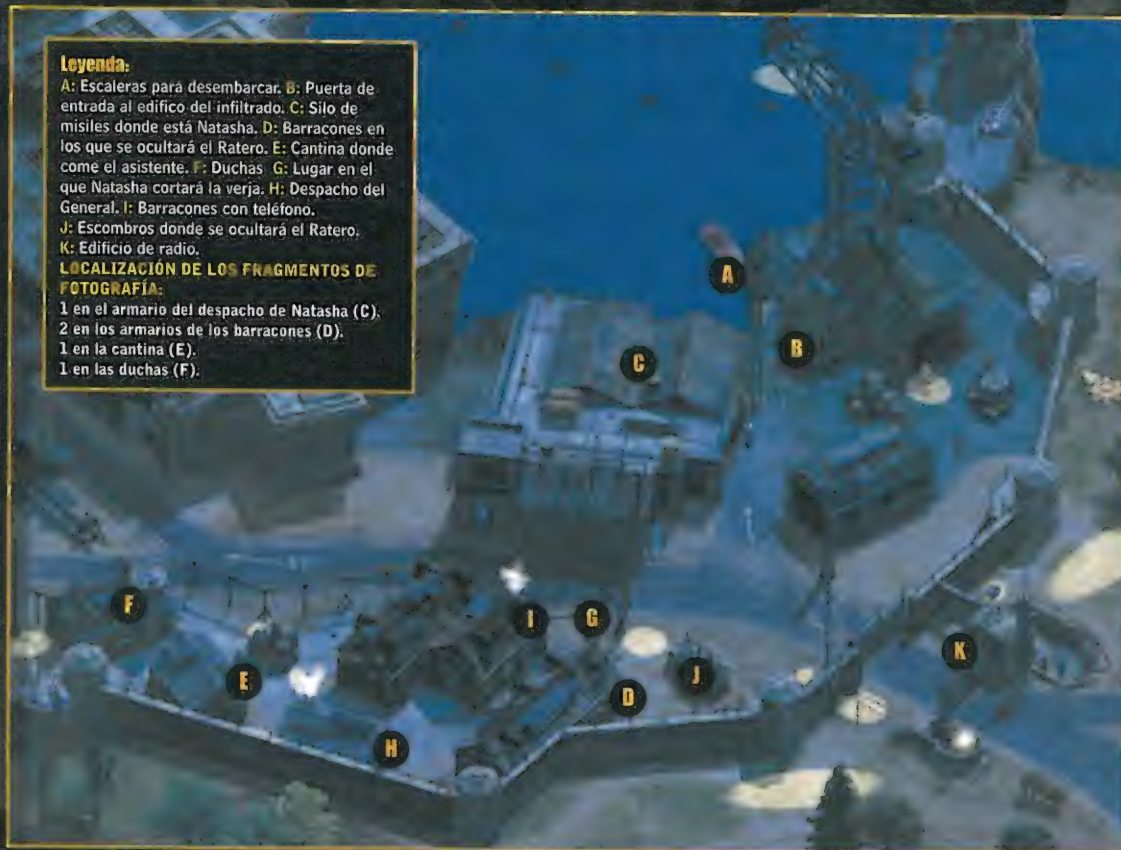 Leyenda:
A: Escaleras pará desembarcar. B: Puerta de
entrada al edifico del infiltrado. C: Silo de
misiles donde está Natasha. D: Barracones en
los que se ocultará el Ratero. E: Cantina donde
come el asistente. F: Duchas G: Lugar en el
que Natasha cortará la verja. H: Despacho del
General. I: Barracones con teléfono.
J: Escombros donde se ocultará el Ratero.
K: Edificio de radio.
LOCALIZACIÓN DE LOS FRAGMENTOS DE
FOTOGRAFÍA:
1 en el armario del despacho de Natasha (C).
2 en los armarios de los barracones (D).
1 en la cantina (E).
1 en las duchas (F).
A
B
C
F
I
G
K
E
J
D
H